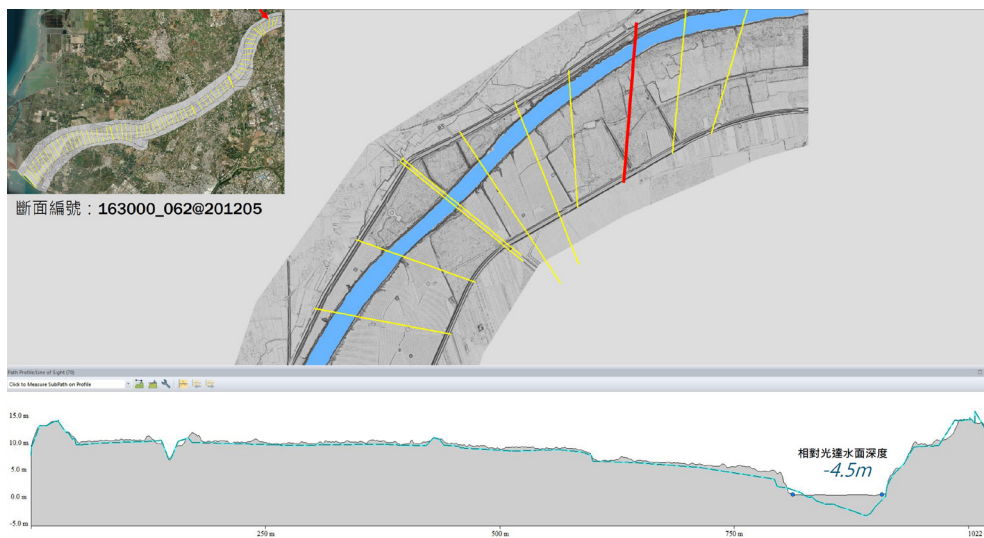 斷面編號：163000_062@201205
Path Profile/Line of Sight (70)
Click to Measure SubPath on Profile
15.0 m
10.0 m
5.0 m
0.0 m
-5.0 m
相對光達水面深度
-4.5m
250 m
500 m
750 m
1022